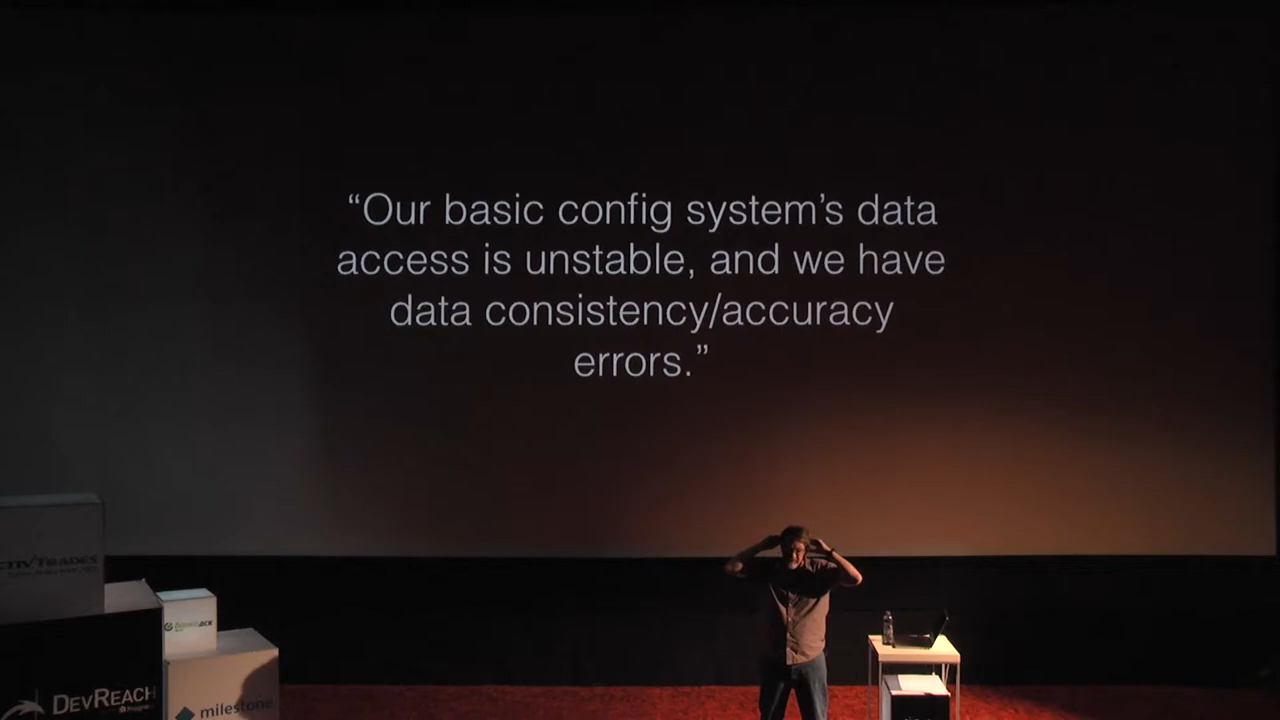 “Our basic config system’s data
access is unstable, and we have
data consistency/accuracy
errors.”
DEVREACH
milestone